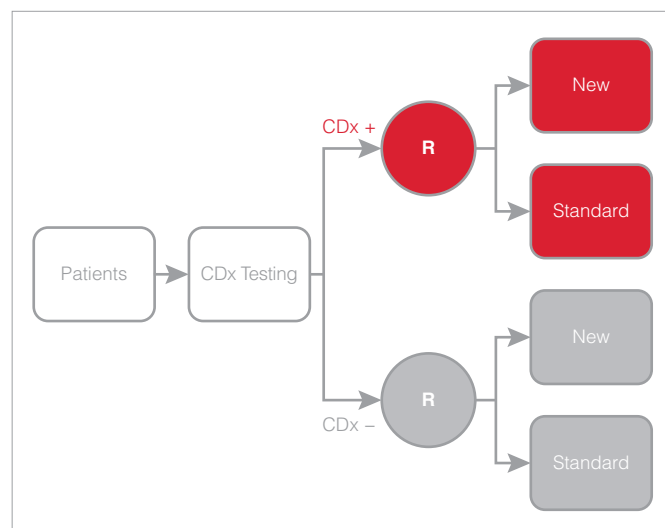 Patients
CDx Testing
CDx +
R
New
Standard
CDx –
R
New
Standard